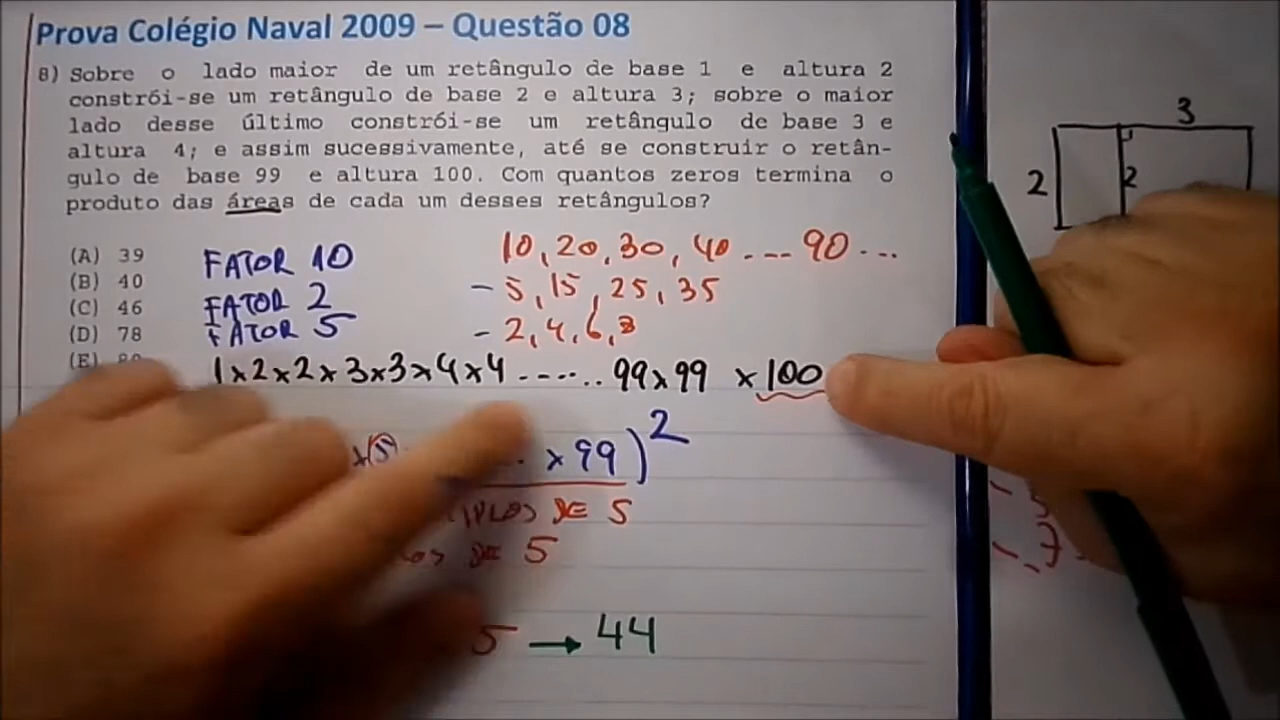 Prova Colégio Naval 2009 – Questão 08
8) Sobre o lado maior de um retângulo de base 1 e altura 2
constrói-se um retângulo de base 2 e altura 3; sobre o maior
lado desse último constrói-se um retângulo de base 3 e
altura 4; e assim sucessivamente, até se construir o retân-
gulo de base 99 e altura 100. Com quantos zeros termina o
produto das áreas de cada um desses retângulos?
(A) 39
(B) 40
(C) 46
(D) 78
(E)
FATOR 10
FATOR 2
FATOR 5
10, 20, 30, 40 ... 90 ...
- 5, 15, 25, 35
- 2, 4, 6, 8
1x2x2x3x3x4x4......99x99 x100
x 99)²
DE 5
DE 5
5 → 44
3
2
2